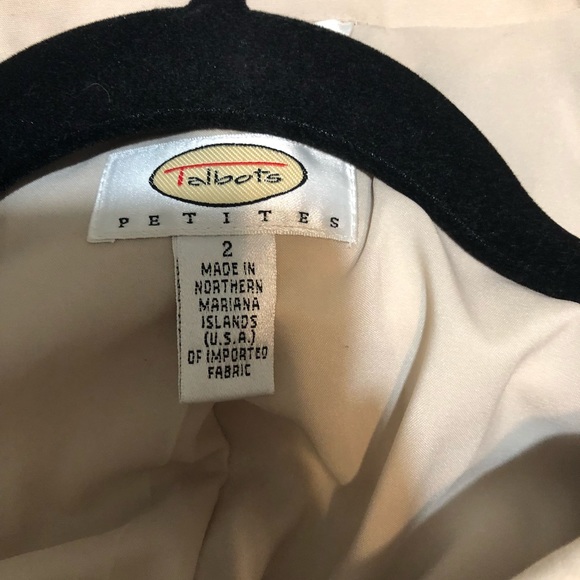 Talbots
PETITES
2
MADE IN
NORTHERN
MARIANA
ISLANDS
(U.S.A.)
OF IMPORTED
FABRIC